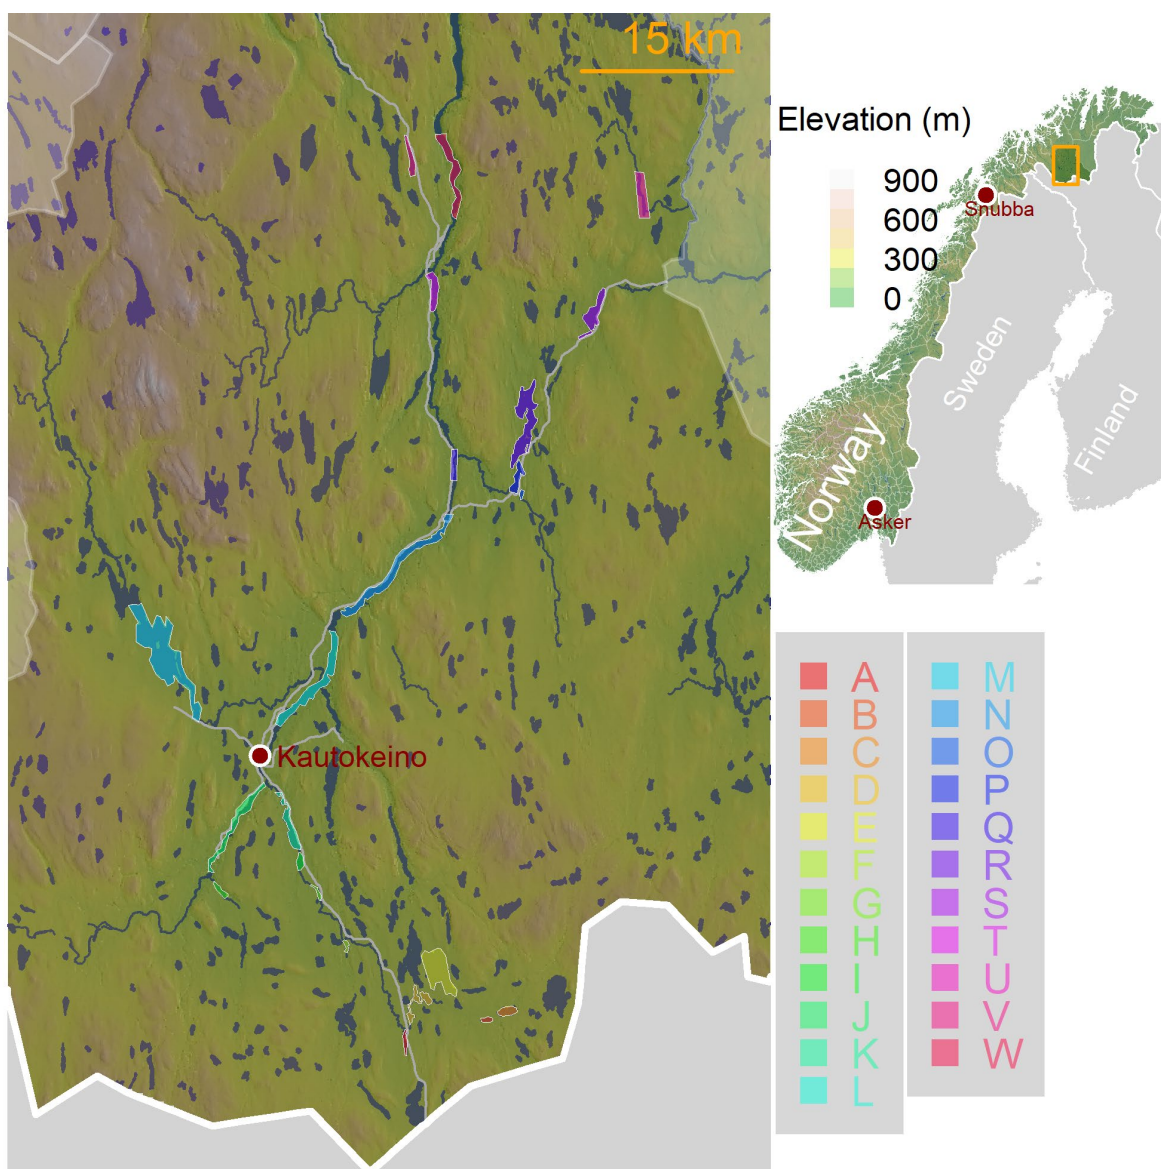 15 km
Kautokeino
Elevation (m)
900
600
300
0
Snubba
Asker
Norway
Sweden
Finland
A
B
C
D
E
F
G
H
I
J
K
L
M
N
O
P
Q
R
S
T
U
V
W